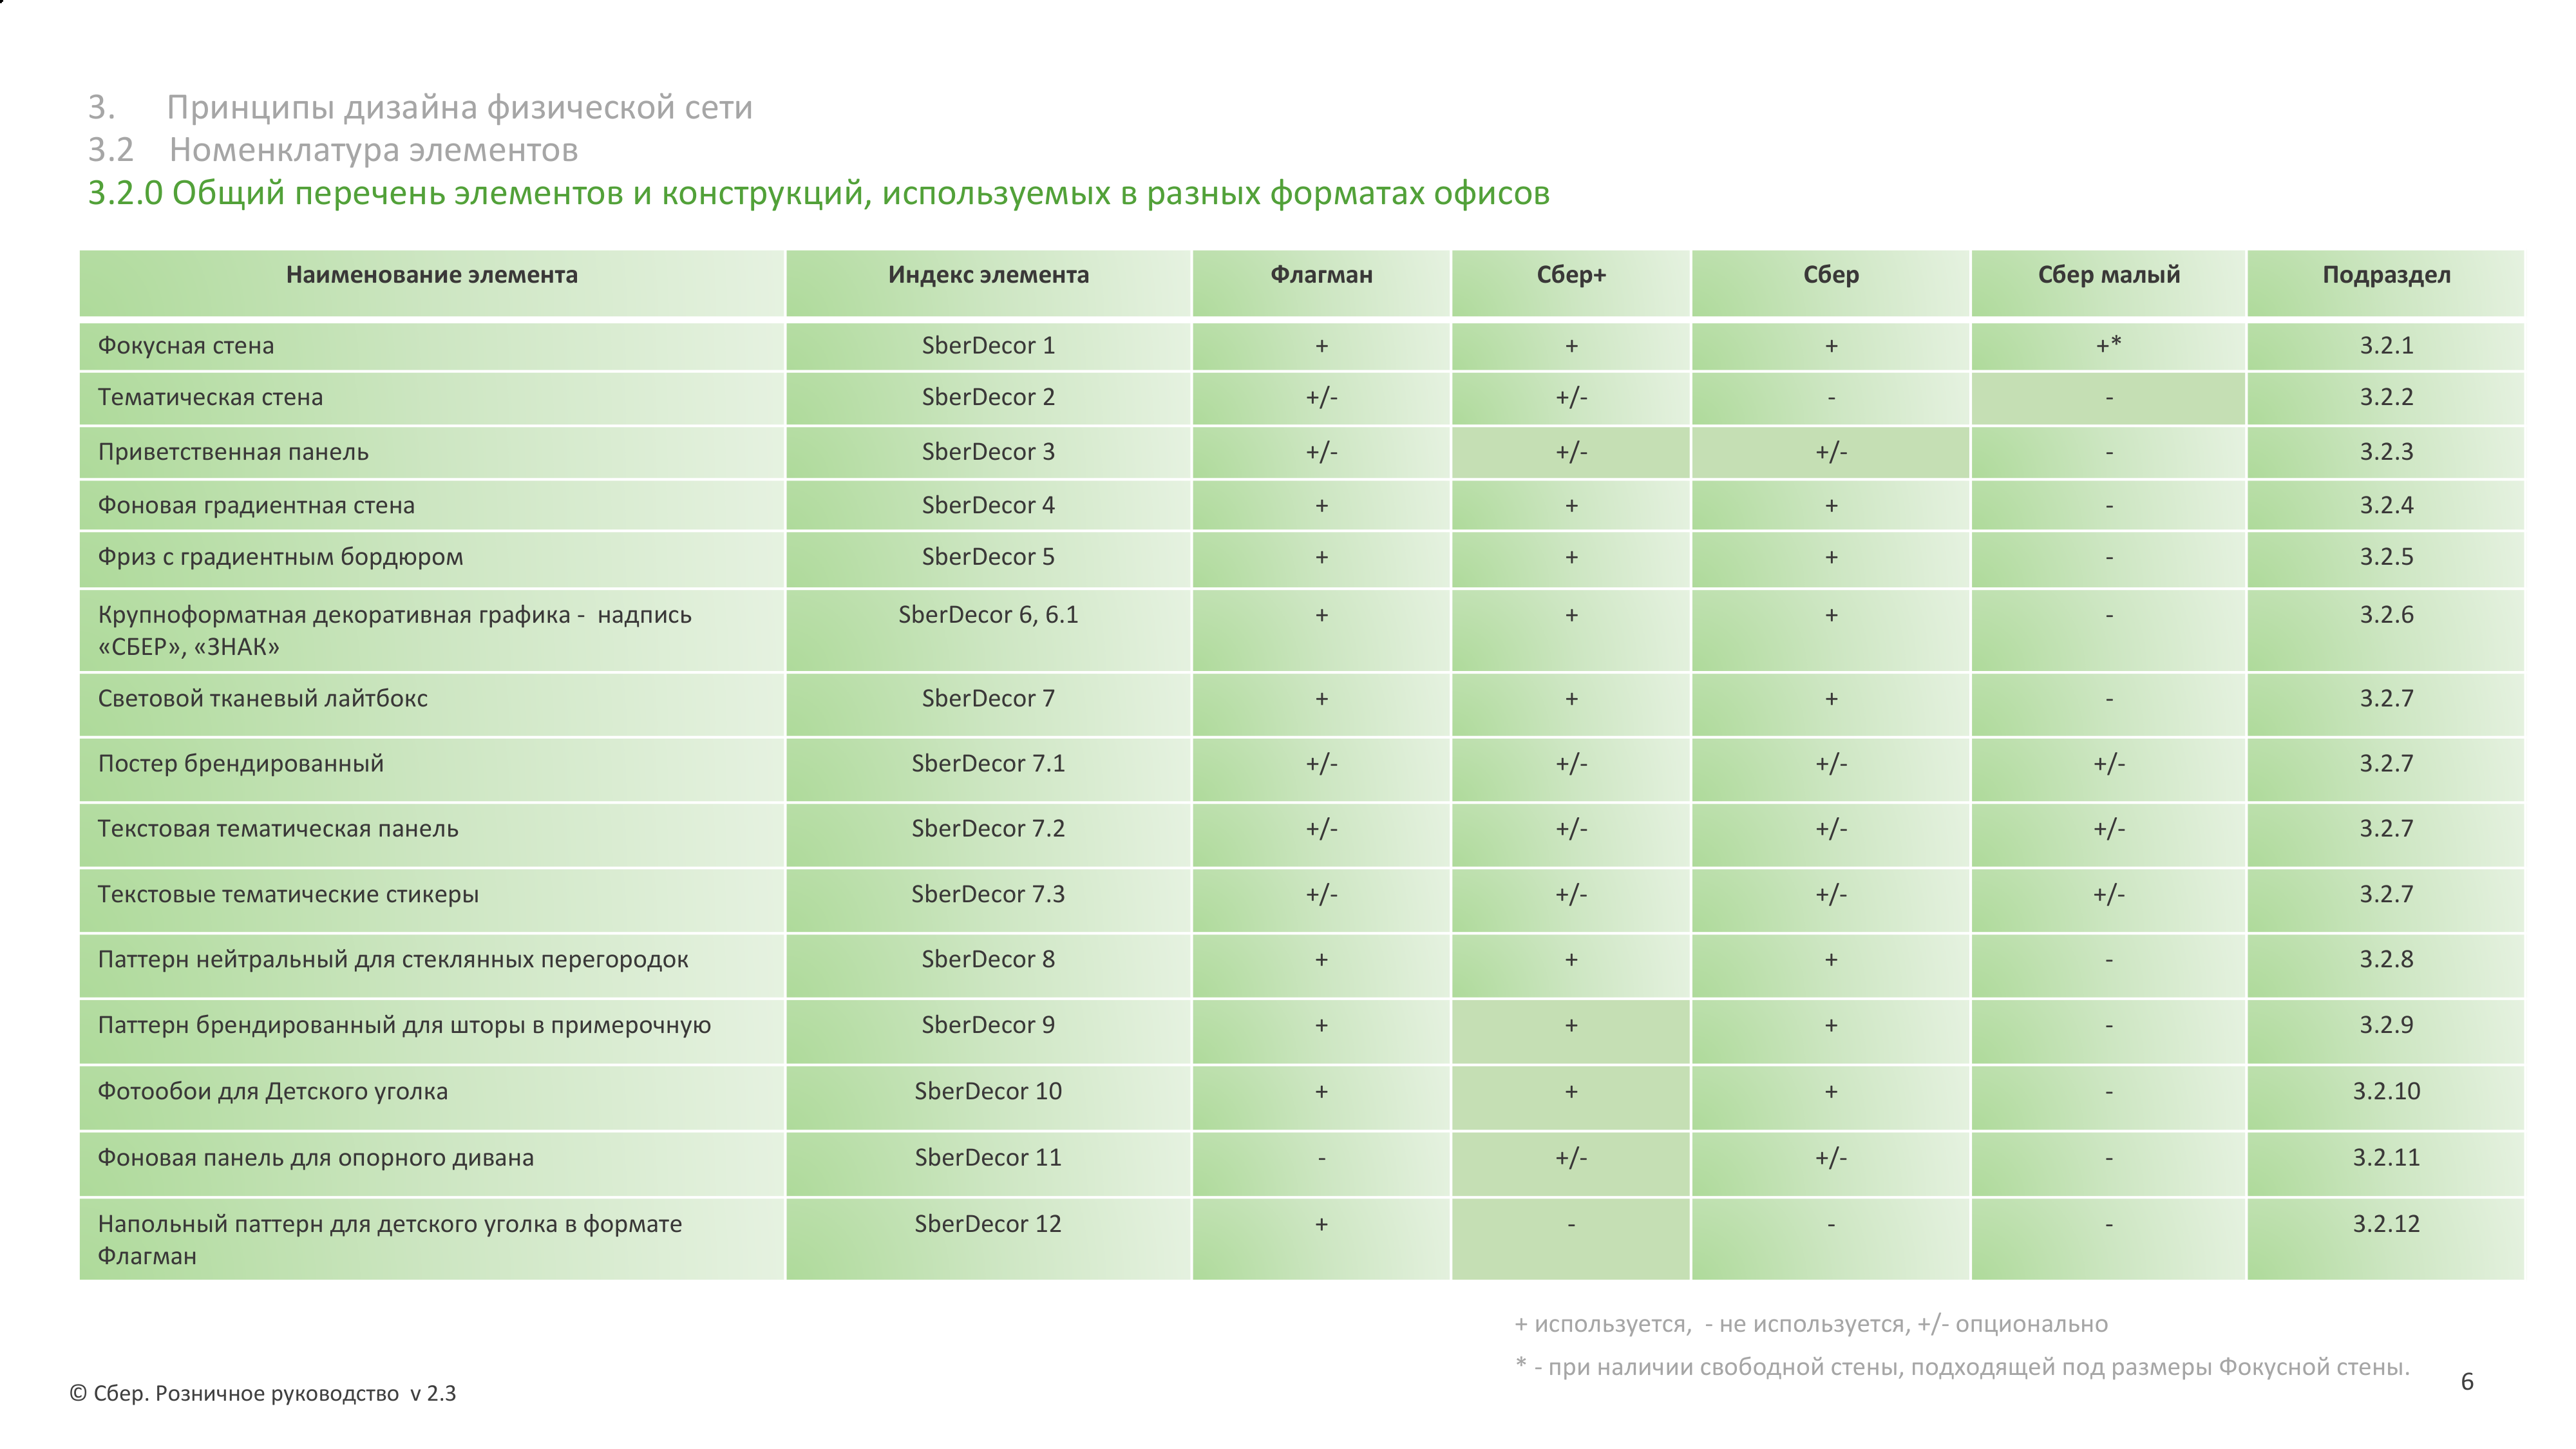 3. Принципы дизайна физической сети
3.2 Номенклатура элементов
3.2.0 Общий перечень элементов и конструкций, используемых в разных форматах офисов
Наименование элемента Индекс элемента Флагман Сбер+ Сбер Сбер малый Подраздел
Фокусная стена SberDecor 1 + + + +* 3.2.1
Тематическая стена SberDecor 2 +/- +/- - - 3.2.2
Приветственная панель SberDecor 3 +/- +/- +/- - 3.2.3
Фоновая градиентная стена SberDecor 4 + + + - 3.2.4
Фриз с градиентным бордюром SberDecor 5 + + + - 3.2.5
Крупноформатная декоративная графика - надпись SberDecor 6, 6.1 + + + - 3.2.6
«СБЕР», «ЗНАК»
Световой тканевый лайтбокс SberDecor 7 + + + - 3.2.7
Постер брендированный SberDecor 7.1 +/- +/- +/- +/- 3.2.7
Текстовая тематическая панель SberDecor 7.2 +/- +/- +/- +/- 3.2.7
Текстовые тематические стикеры SberDecor 7.3 +/- +/- +/- +/- 3.2.7
Паттерн нейтральный для стеклянных перегородок SberDecor 8 + + + - 3.2.8
Паттерн брендированный для шторы в примерочную SberDecor 9 + + + - 3.2.9
Фотообои для Детского уголка SberDecor 10 + + + - 3.2.10
Фоновая панель для опорного дивана SberDecor 11 - +/- +/- - 3.2.11
Напольный паттерн для детского уголка в формате SberDecor 12 + - - - 3.2.12
Флагман
+ используется, - не используется, +/- опционально
* - при наличии свободной стены, подходящей под размеры Фокусной стены.
© Сбер. Розничное руководство v 2.3
6